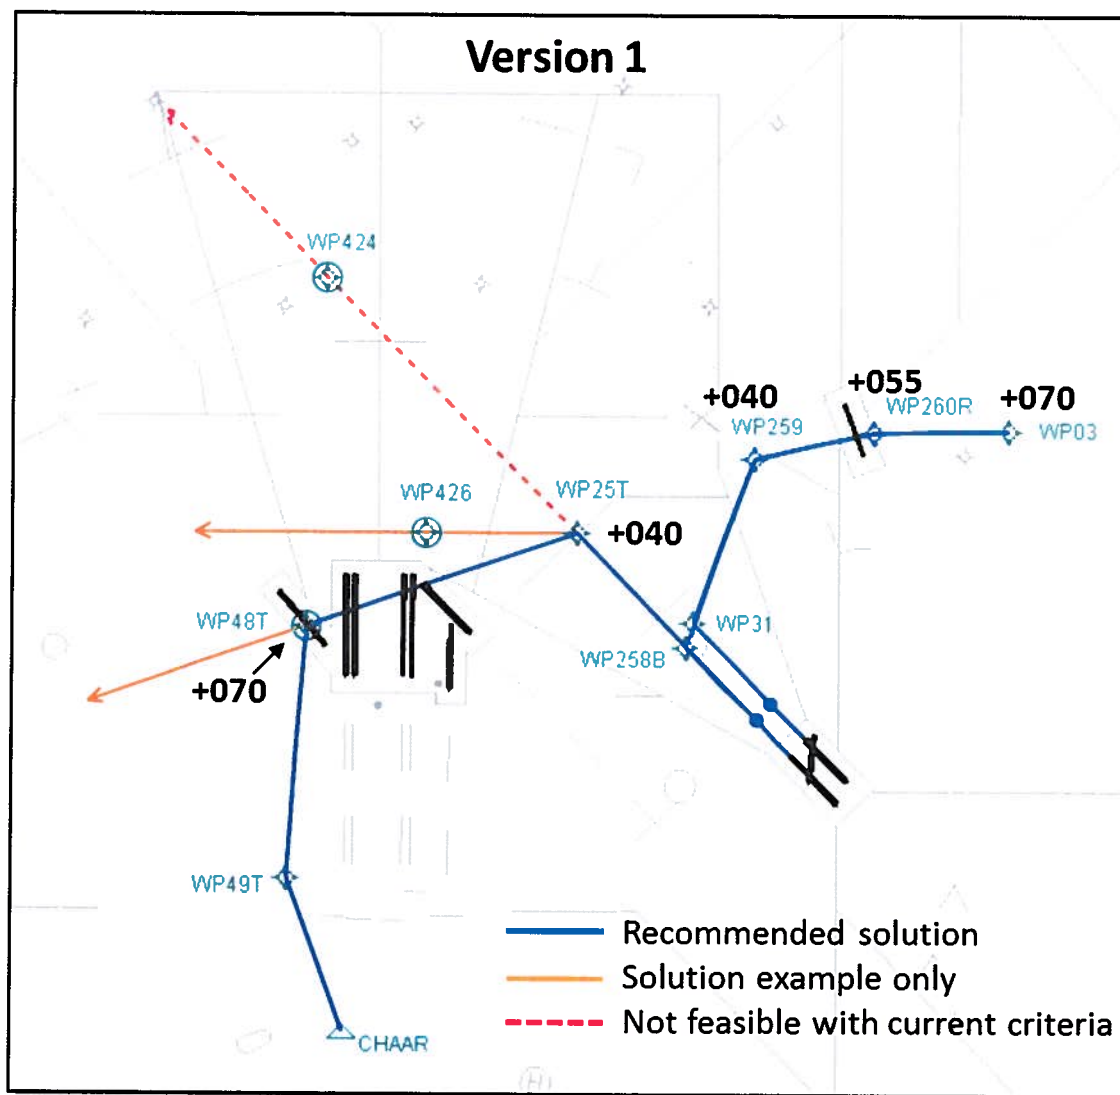 Version 1
WP424
+040
+055
+070
WP259
WP260R
WP03
WP426
WP25T
+040
WP48T
WP31
WP258B
+070
WP49T
Recommended solution
Solution example only
Not feasible with current criteria
CHAAR
H